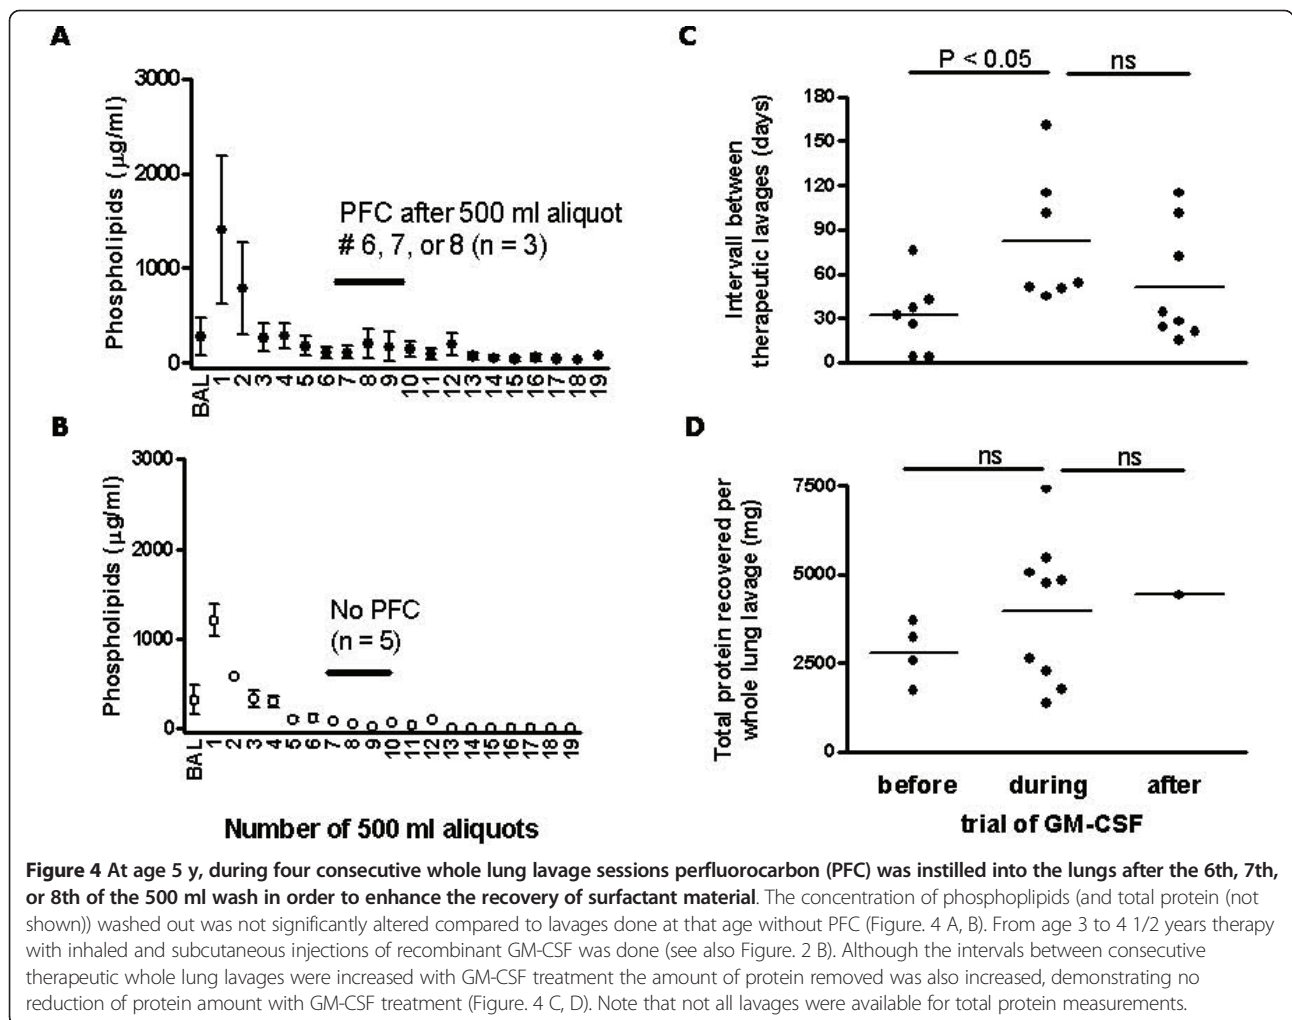 A
Phospholipids (µg/ml)
3000
2000
1000
0
PFC after 500 ml aliquot
# 6, 7, or 8 (n = 3)
BAL 1 2 3 4 5 6 7 8 9 10 11 12 13 14 15 16 17 18 19
B
Phospholipids (µg/ml)
3000
2000
1000
0
No PFC
(n = 5)
BAL 1 2 3 4 5 6 7 8 9 10 11 12 13 14 15 16 17 18 19
Number of 500 ml aliquots
C
P < 0.05 ns
Intervall between
therapeutic lavages (days)
180
150
120
90
60
30
0
D
ns ns
Total protein recovered per
whole lung lavage (mg)
7500
5000
2500
0
before during after
trial of GM-CSF
Figure 4 At age 5 y, during four consecutive whole lung lavage sessions perfluorocarbon (PFC) was instilled into the lungs after the 6th, 7th,
or 8th of the 500 ml wash in order to enhance the recovery of surfactant material. The concentration of phosphoplipids (and total protein (not
shown)) washed out was not significantly altered compared to lavages done at that age without PFC (Figure. 4 A, B). From age 3 to 4 1/2 years therapy
with inhaled and subcutaneous injections of recombinant GM-CSF was done (see also Figure. 2 B). Although the intervals between consecutive
therapeutic whole lung lavages were increased with GM-CSF treatment the amount of protein removed was also increased, demonstrating no
reduction of protein amount with GM-CSF treatment (Figure. 4 C, D). Note that not all lavages were available for total protein measurements.